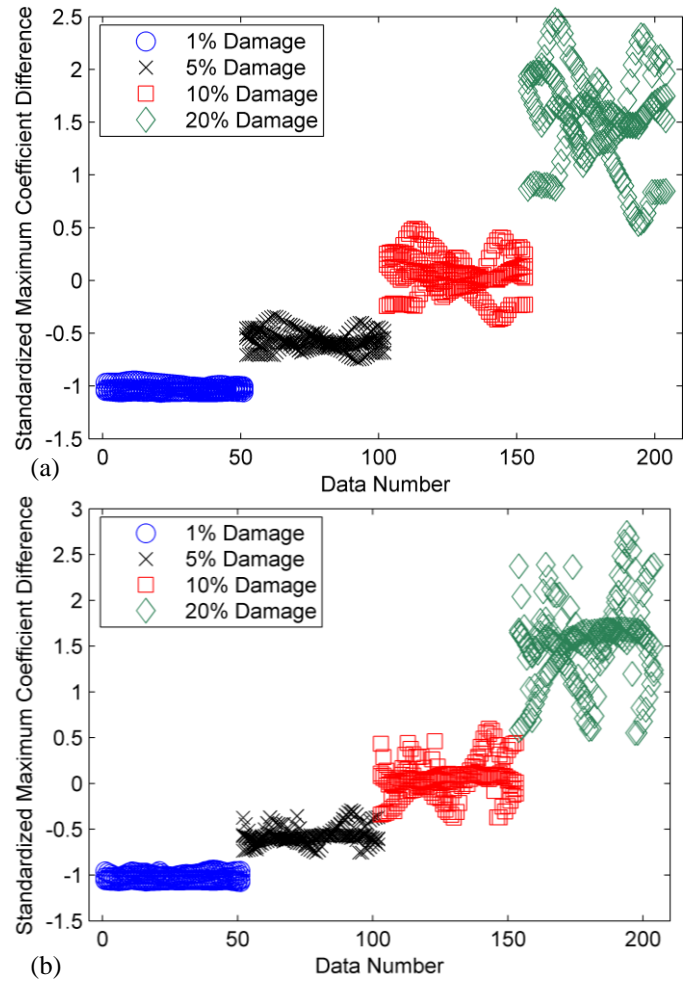 2.5
2
1.5
1
0.5
0
-0.5
-1
-1.5
Standardized Maximum Coefficient Difference
1% Damage
5% Damage
10% Damage
20% Damage
0 50 100 150 200
Data Number
(a)
3
2.5
2
1.5
1
0.5
0
-0.5
-1
-1.5
Standardized Maximum Coefficient Difference
1% Damage
5% Damage
10% Damage
20% Damage
0 50 100 150 200
Data Number
(b)